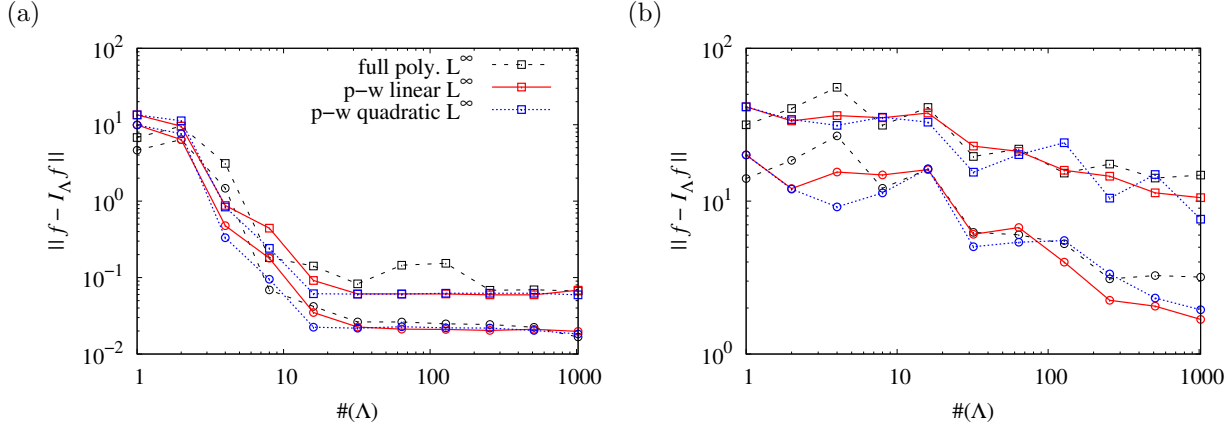 (a)
(b)
10^2
10^1
10^0
10^-1
10^-2
|| f − I_Λ f ||
full poly. L^∞
p-w linear L^∞
p-w quadratic L^∞
1 10 100 1000
#(Λ)
10^2
10^1
10^0
|| f − I_Λ f ||
1 10 100 1000
#(Λ)